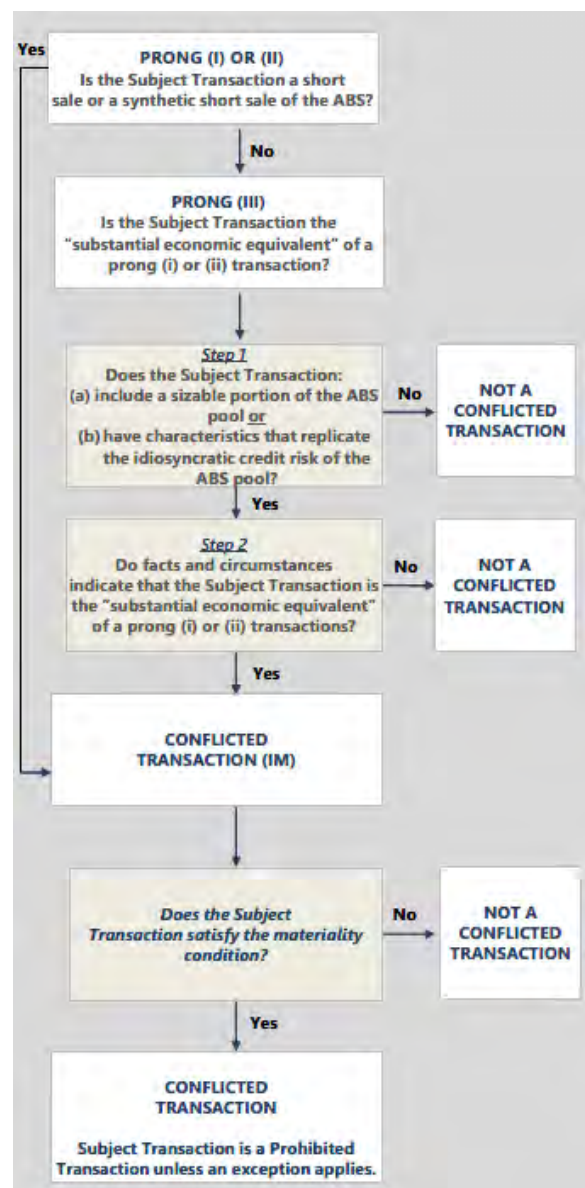 Yes
PRONG (I) OR (II)
Is the Subject Transaction a short
sale or a synthetic short sale of the ABS?
No
PRONG (III)
Is the Subject Transaction the
“substantial economic equivalent” of a
prong (i) or (ii) transaction?
Step 1
Does the Subject Transaction:
(a) include a sizable portion of the ABS
pool or
(b) have characteristics that replicate
the idiosyncratic credit risk of the
ABS pool?
No
NOT A
CONFLICTED
TRANSACTION
Yes
Step 2
Do facts and circumstances
indicate that the Subject Transaction is
the “substantial economic equivalent”
of a prong (i) or (ii) transactions?
No
NOT A
CONFLICTED
TRANSACTION
Yes
CONFLICTED
TRANSACTION (IM)
Does the Subject
Transaction satisfy the materiality
condition?
No
NOT A
CONFLICTED
TRANSACTION
Yes
CONFLICTED
TRANSACTION
Subject Transaction is a Prohibited
Transaction unless an exception applies.